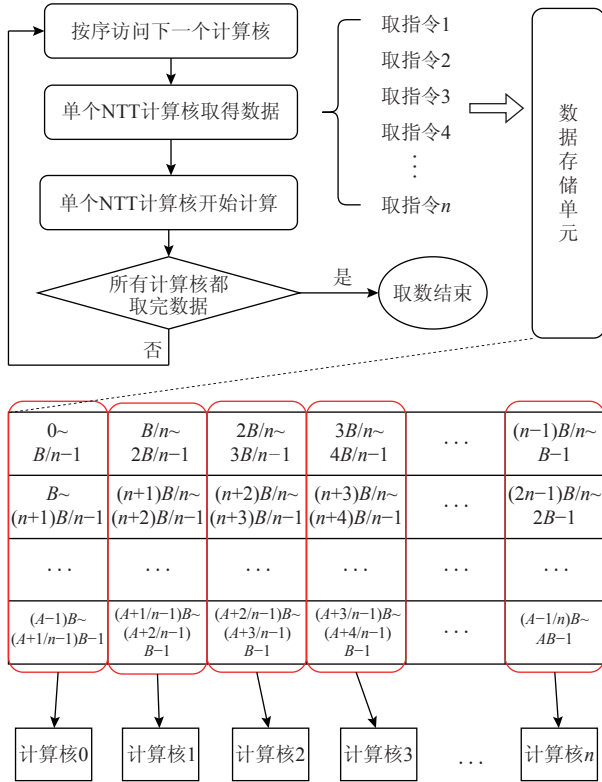 按序访问下一个计算核
单个NTT计算核取得数据
单个NTT计算核开始计算
所有计算核都
取完数据
是
否
取数结束
取指令1
取指令2
取指令3
取指令4
⋮
取指令n
数据存储单元
0~
B/n−1
B/n~
2B/n−1
2B/n~
3B/n−1
3B/n~
4B/n−1
...
(n−1)B/n~
B−1
B~
(n+1)B/n−1
(n+1)B/n~
(n+2)B/n−1
(n+2)B/n~
(n+3)B/n−1
(n+3)B/n~
(n+4)B/n−1
...
(2n−1)B/n~
2B−1
...
...
...
...
...
(A−1)B~
(A+1/n−1)B−1
(A+1/n−1)B~
(A+2/n−1)
B−1
(A+2/n−1)B~
(A+3/n−1)
B−1
(A+3/n−1)B~
(A+4/n−1)
B−1
...
(A−1/n)B~
AB−1
计算核0
计算核1
计算核2
计算核3
...
计算核n